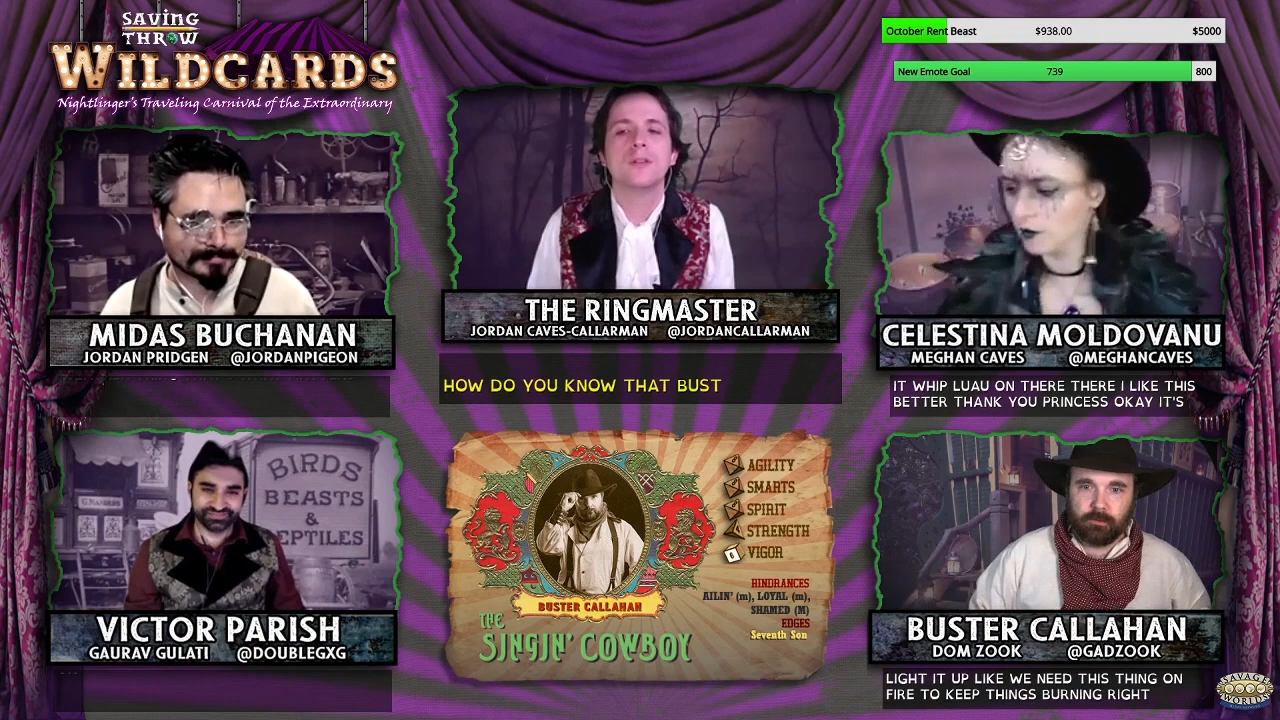 SAVING
THROW
WILDCARDS
Nightlinger's Traveling Carnival of the Extraordinary
October Rent Beast $938.00 $5000
New Emote Goal 739 800
MIDAS BUCHANAN
JORDAN PRIDGEN @JORDANPIGEON
THE RINGMASTER
JORDAN CAVES-CALLARMAN @JORDANCALLARMAN
HOW DO YOU KNOW THAT BUST
CELESTINA MOLDOVANU
MEGHAN CAVES @MEGHANCAVES
IT WHIP LUAU ON THERE THERE I LIKE THIS
BETTER THANK YOU PRINCESS OKAY IT'S
BIRDS
BEASTS
&
EPTILES
VICTOR PARISH
GAURAV GULATI @DOUBLEGXG
AGILITY
SMARTS
SPIRIT
STRENGTH
VIGOR
HINDRANCES
AILIN' (m), LOYAL (m),
SHAMED (M)
EDGES
Seventh Son
BUSTER CALLAHAN
THE
SINGIN' COWBOY
BUSTER CALLAHAN
DOM ZOOK @GADZOOK
LIGHT IT UP LIKE WE NEED THIS THING ON
FIRE TO KEEP THINGS BURNING RIGHT
SAVAGE
WORLDS